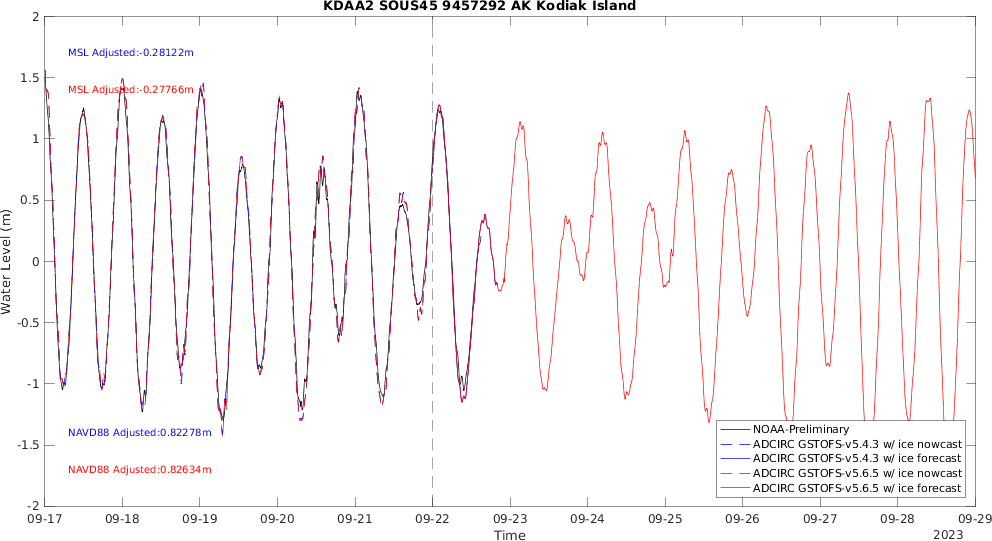 KDAA2 SOUS45 9457292 AK Kodiak Island
2
1.5
1
0.5
0
-0.5
-1
-1.5
-2
Water Level (m)
MSL Adjusted:-0.28122m
MSL Adjusted:-0.27766m
NAVD88 Adjusted:0.82278m
NAVD88 Adjusted:0.82634m
NOAA-Preliminary
ADCIRC GSTOFS-v5.4.3 w/ ice nowcast
ADCIRC GSTOFS-v5.4.3 w/ ice forecast
ADCIRC GSTOFS-v5.6.5 w/ ice nowcast
ADCIRC GSTOFS-v5.6.5 w/ ice forecast
09-17 09-18 09-19 09-20 09-21 09-22 09-23 09-24 09-25 09-26 09-27 09-28 09-29
Time
2023